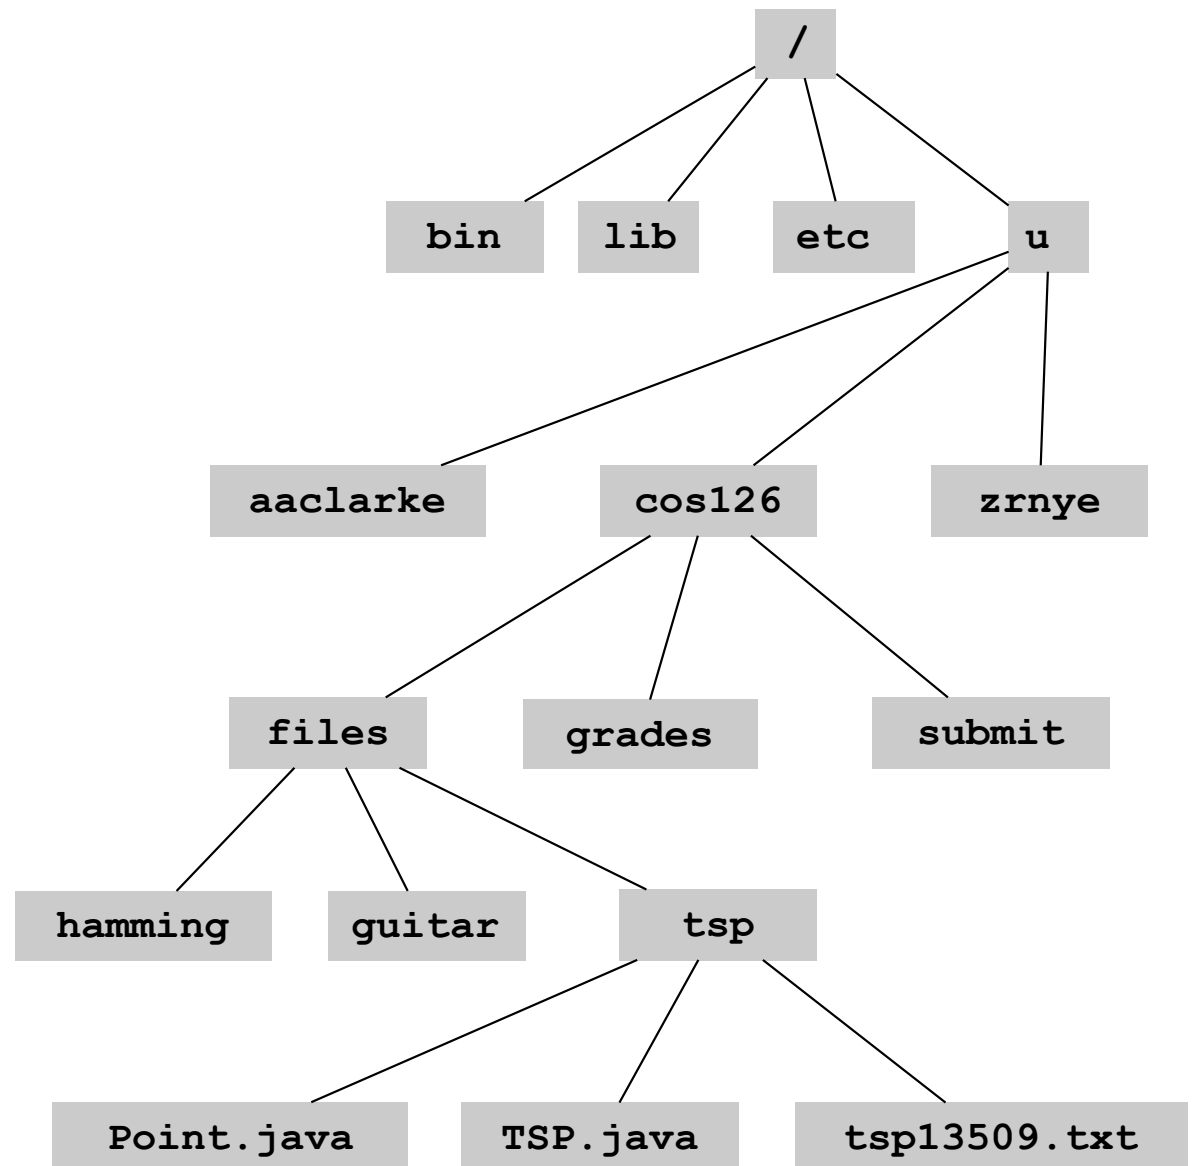 /
bin lib etc u
aaclarke cos126 zrnye
files grades submit
hamming guitar tsp
Point.java TSP.java tsp13509.txt